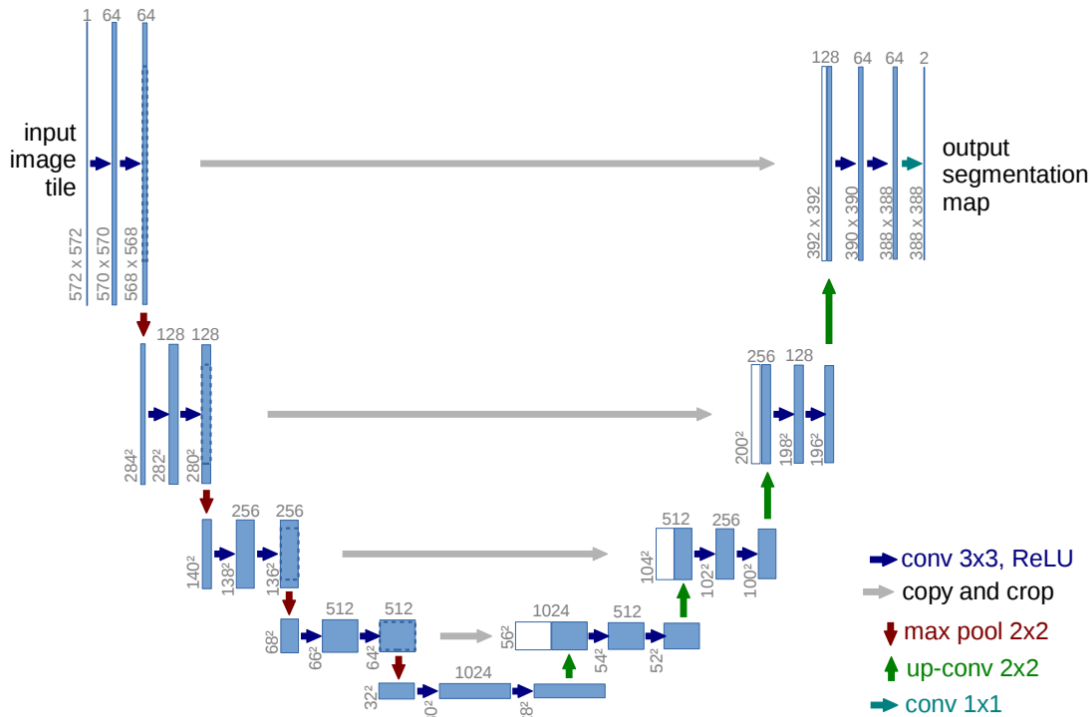 1 64 64
input
image
tile
572 x 572
570 x 570
568 x 568
128 64 64 2
output
segmentation
map
392 x 392
390 x 390
388 x 388
388 x 388
128 128
284²
282²
280²
256 128
200²
198²
196²
256 256
140²
138²
136²
512 256
104²
102²
100²
512 512
68²
66²
64²
1024 512
56²
54²
52²
1024
32²
conv 3x3, ReLU
copy and crop
max pool 2x2
up-conv 2x2
conv 1x1